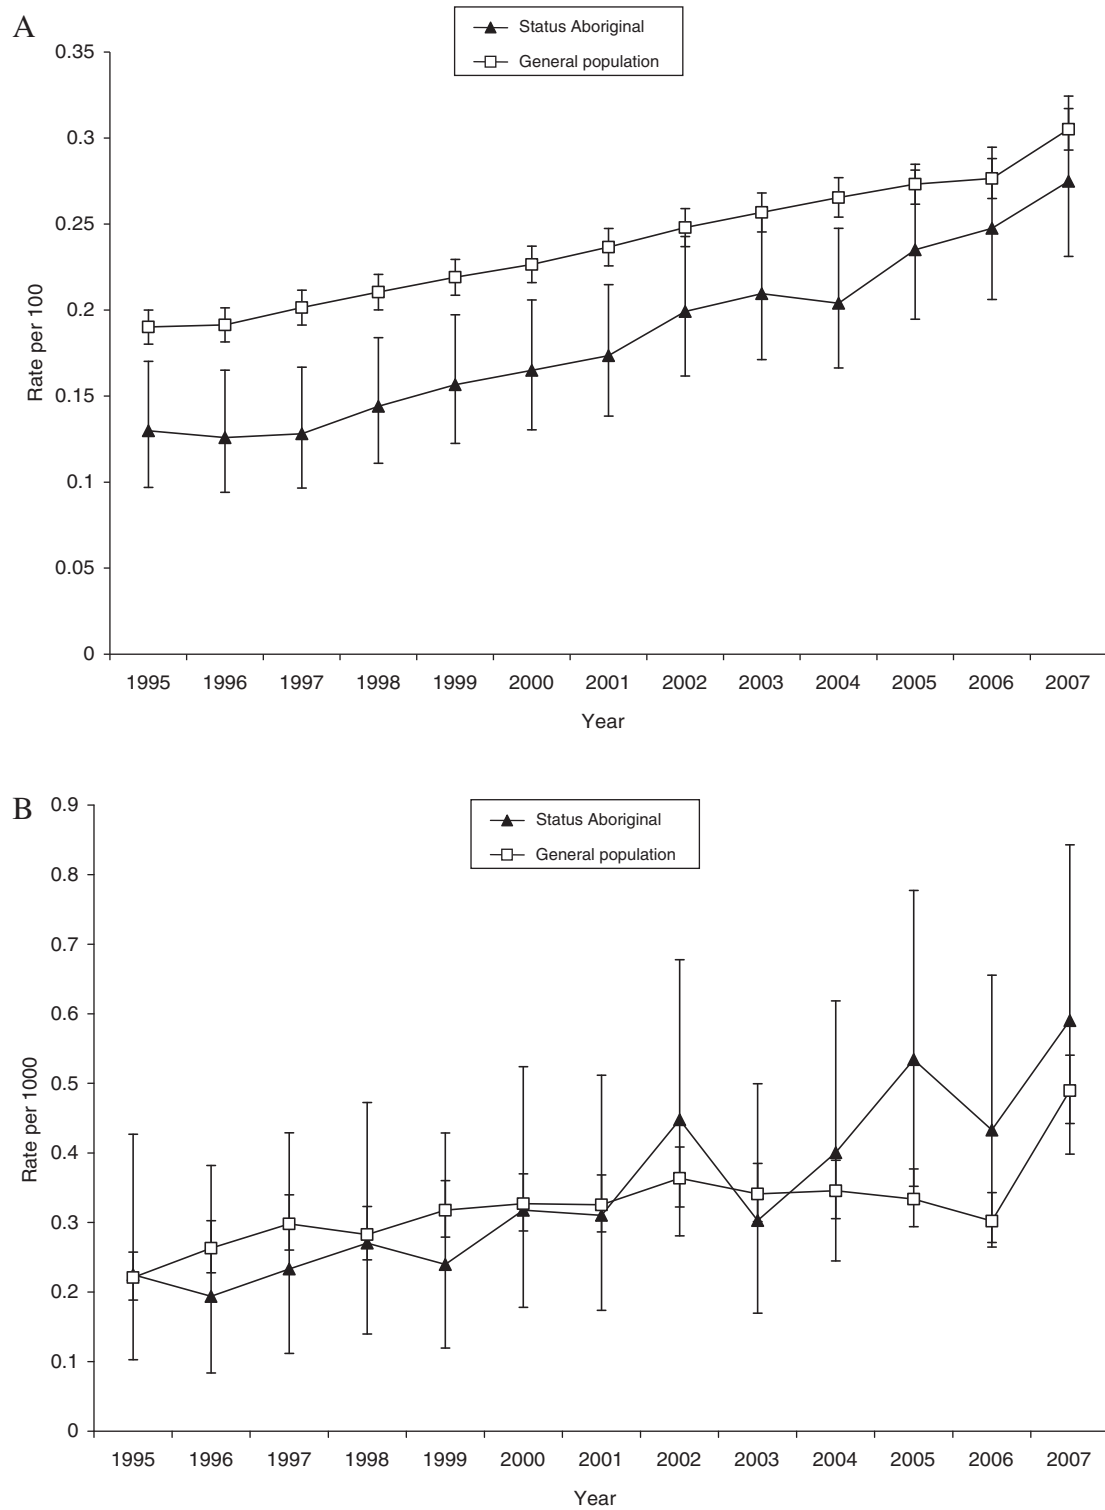 A
Status Aboriginal
General population
0.35
0.3
0.25
0.2
0.15
0.1
0.05
0
Rate per 100
1995 1996 1997 1998 1999 2000 2001 2002 2003 2004 2005 2006 2007
Year
B
Status Aboriginal
General population
0.9
0.8
0.7
0.6
0.5
0.4
0.3
0.2
0.1
0
Rate per 1000
1995 1996 1997 1998 1999 2000 2001 2002 2003 2004 2005 2006 2007
Year